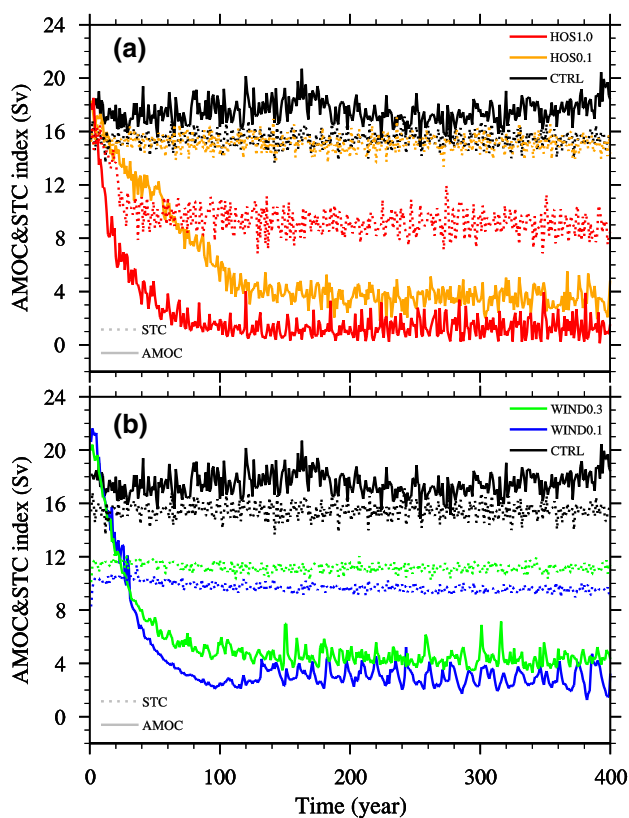 24
(a)
HOS1.0
HOS0.1
CTRL
20
16
12
8
4
0
AMOC&STC index (Sv)
STC
AMOC
24
(b)
WIND0.3
WIND0.1
CTRL
20
16
12
8
4
0
AMOC&STC index (Sv)
STC
AMOC
0 100 200 300 400
Time (year)